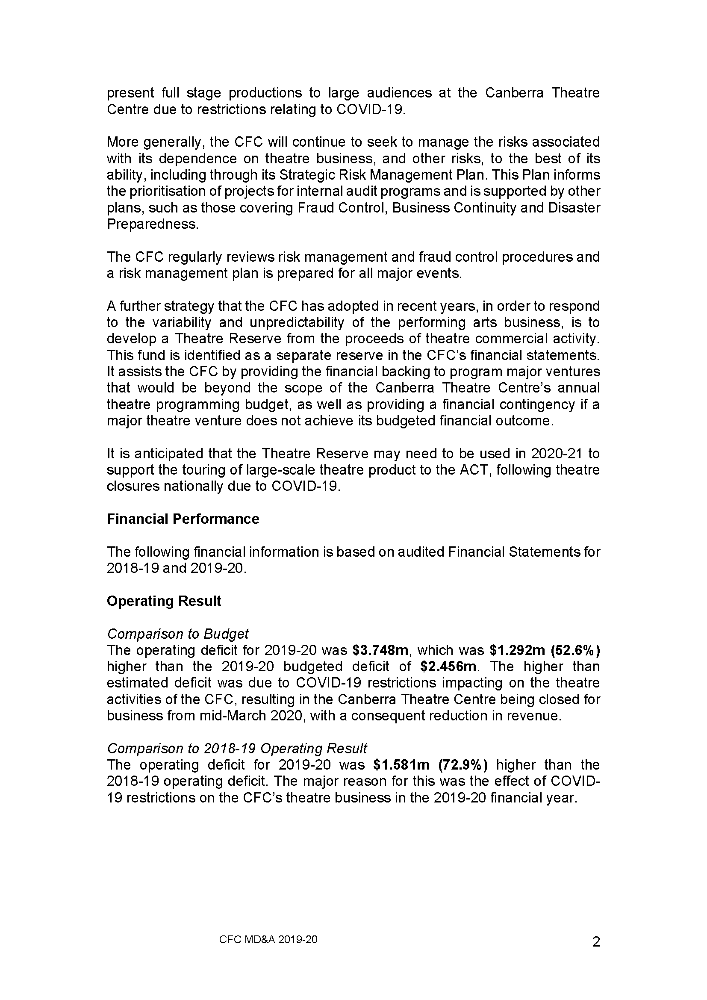 present full stage productions to large audiences at the Canberra Theatre
Centre due to restrictions relating to COVID-19.
More generally, the CFC will continue to seek to manage the risks associated
with its dependence on theatre business, and other risks, to the best of its
ability, including through its Strategic Risk Management Plan. This Plan informs
the prioritisation of projects for internal audit programs and is supported by other
plans, such as those covering Fraud Control, Business Continuity and Disaster
Preparedness.
The CFC regularly reviews risk management and fraud control procedures and
a risk management plan is prepared for all major events.
A further strategy that the CFC has adopted in recent years, in order to respond
to the variability and unpredictability of the performing arts business, is to
develop a Theatre Reserve from the proceeds of theatre commercial activity.
This fund is identified as a separate reserve in the CFC’s financial statements.
It assists the CFC by providing the financial backing to program major ventures
that would be beyond the scope of the Canberra Theatre Centre’s annual
theatre programming budget, as well as providing a financial contingency if a
major theatre venture does not achieve its budgeted financial outcome.
It is anticipated that the Theatre Reserve may need to be used in 2020-21 to
support the touring of large-scale theatre product to the ACT, following theatre
closures nationally due to COVID-19.
Financial Performance
The following financial information is based on audited Financial Statements for
2018-19 and 2019-20.
Operating Result
Comparison to Budget
The operating deficit for 2019-20 was $3.748m, which was $1.292m (52.6%)
higher than the 2019-20 budgeted deficit of $2.456m. The higher than
estimated deficit was due to COVID-19 restrictions impacting on the theatre
activities of the CFC, resulting in the Canberra Theatre Centre being closed for
business from mid-March 2020, with a consequent reduction in revenue.
Comparison to 2018-19 Operating Result
The operating deficit for 2019-20 was $1.581m (72.9%) higher than the
2018-19 operating deficit. The major reason for this was the effect of COVID-
19 restrictions on the CFC’s theatre business in the 2019-20 financial year.
CFC MD&A 2019-20
2